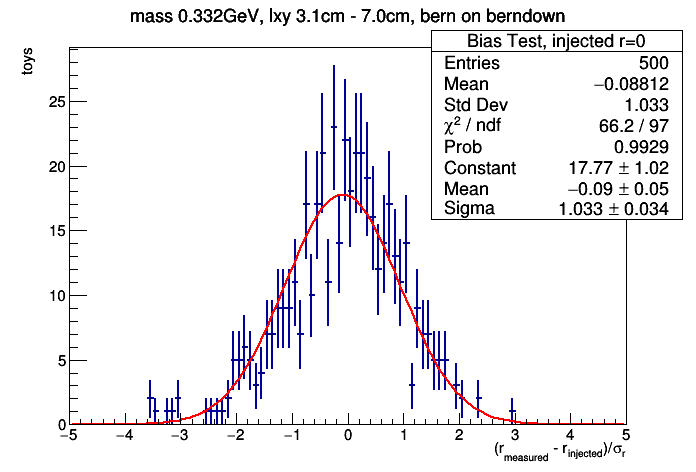 mass 0.332GeV, lxy 3.1cm - 7.0cm, bern on berndown
toys
Bias Test, injected r=0
Entries 500
Mean −0.08812
Std Dev 1.033
χ² / ndf 66.2 / 97
Prob 0.9929
Constant 17.77 ± 1.02
Mean −0.09 ± 0.05
Sigma 1.033 ± 0.034
25
20
15
10
5
0
−5 −4 −3 −2 −1 0 1 2 3 4 5
(r_measured - r_injected)/σ_r